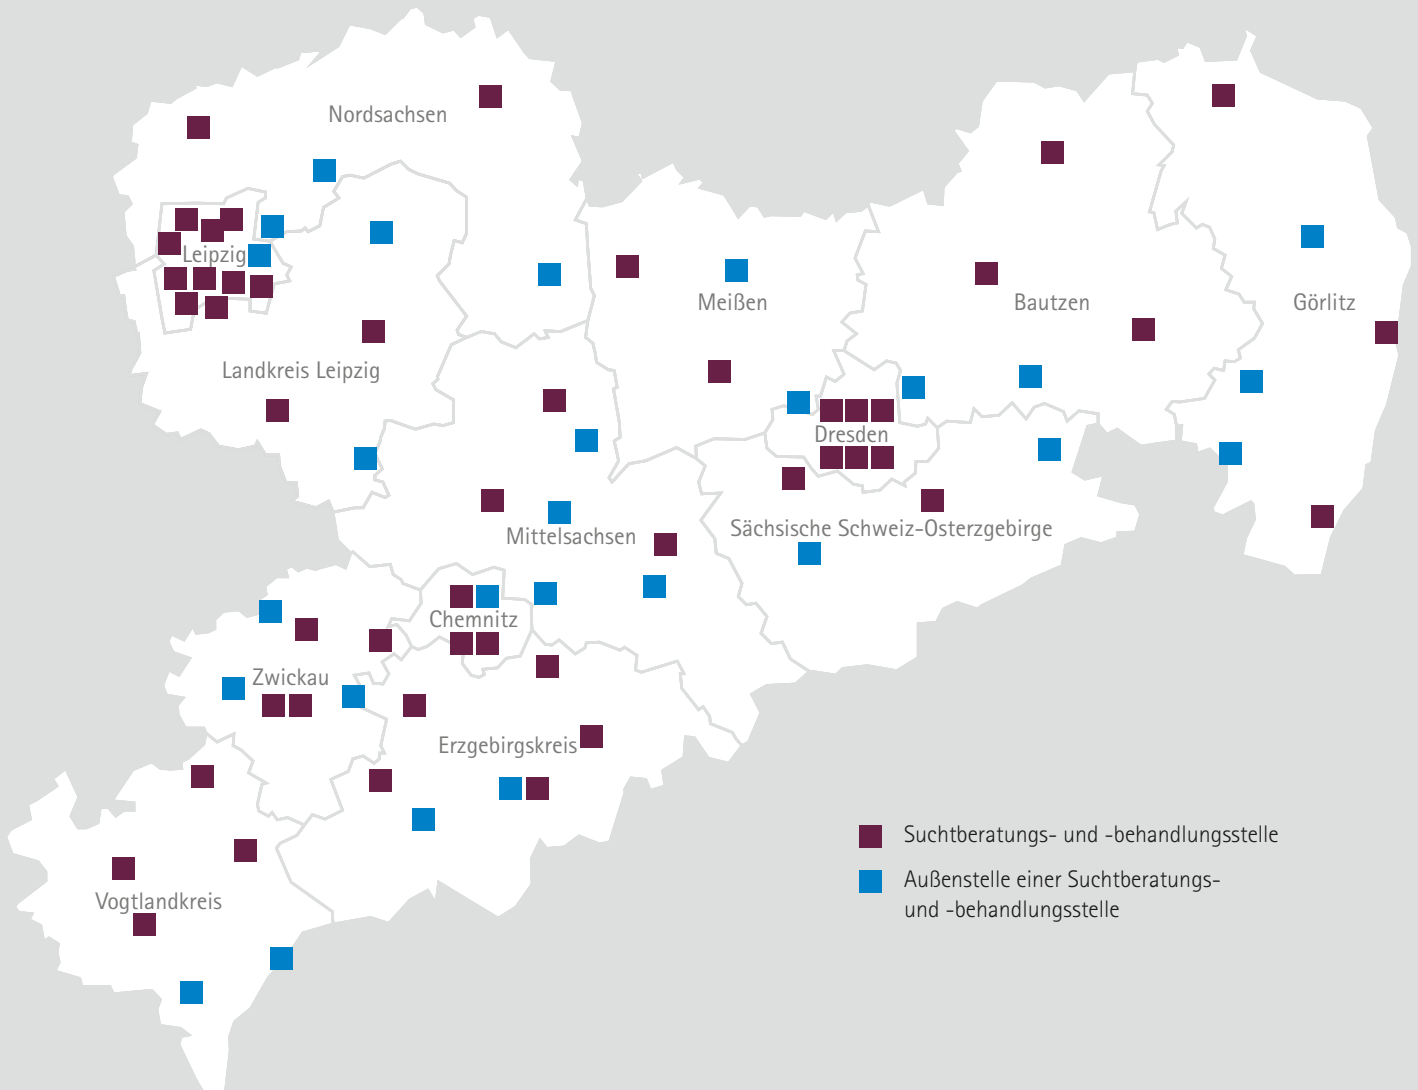 Nordsachsen
Leipzig
Meißen
Bautzen
Görlitz
Landkreis Leipzig
Dresden
Mittelsachsen
Sächsische Schweiz-Osterzgebirge
Chemnitz
Zwickau
Erzgebirgskreis
Vogtlandkreis
Suchtberatungs- und -behandlungsstelle
Außenstelle einer Suchtberatungs-
und -behandlungsstelle